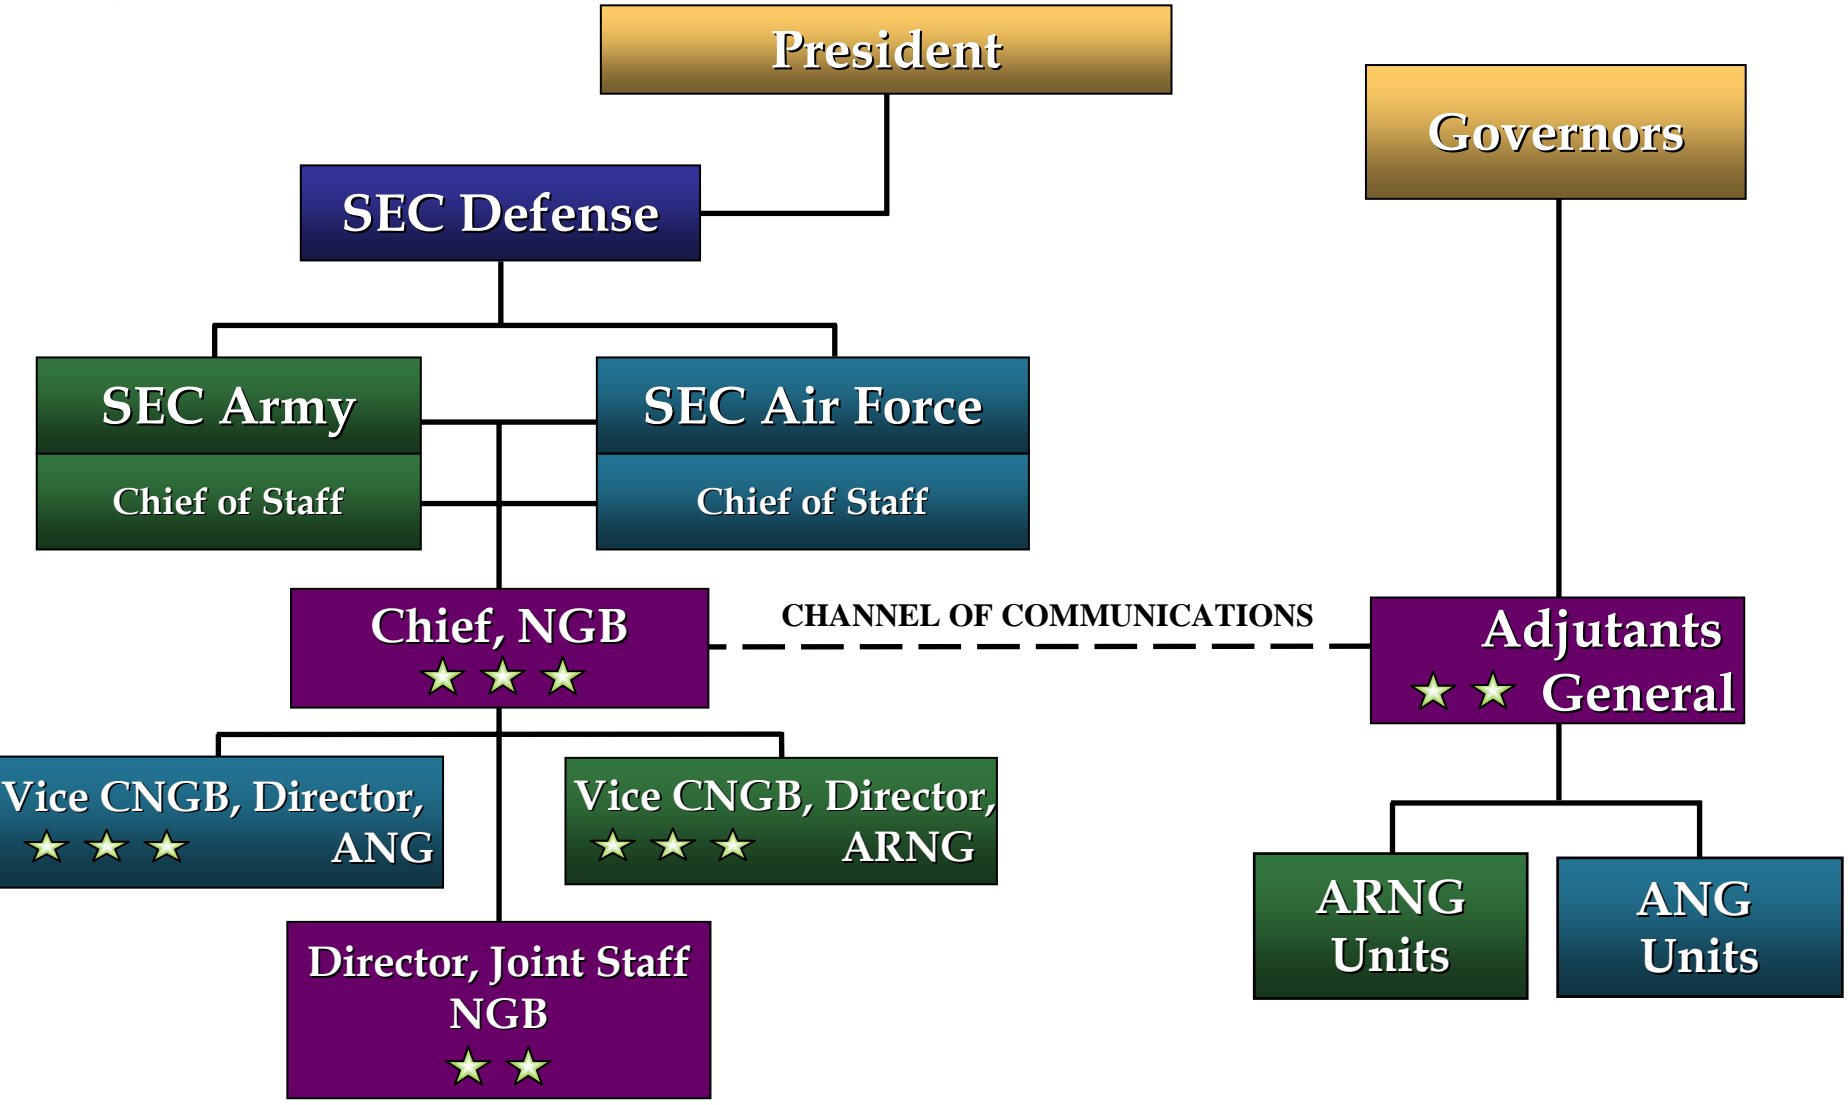 President
Governors
SEC Defense
SEC Army
SEC Air Force
Chief of Staff
Chief of Staff
Chief, NGB
CHANNEL OF COMMUNICATIONS
Adjutants
General
Vice CNGB, Director,
ANG
Vice CNGB, Director,
ARNG
ARNG
Units
ANG
Units
Director, Joint Staff
NGB